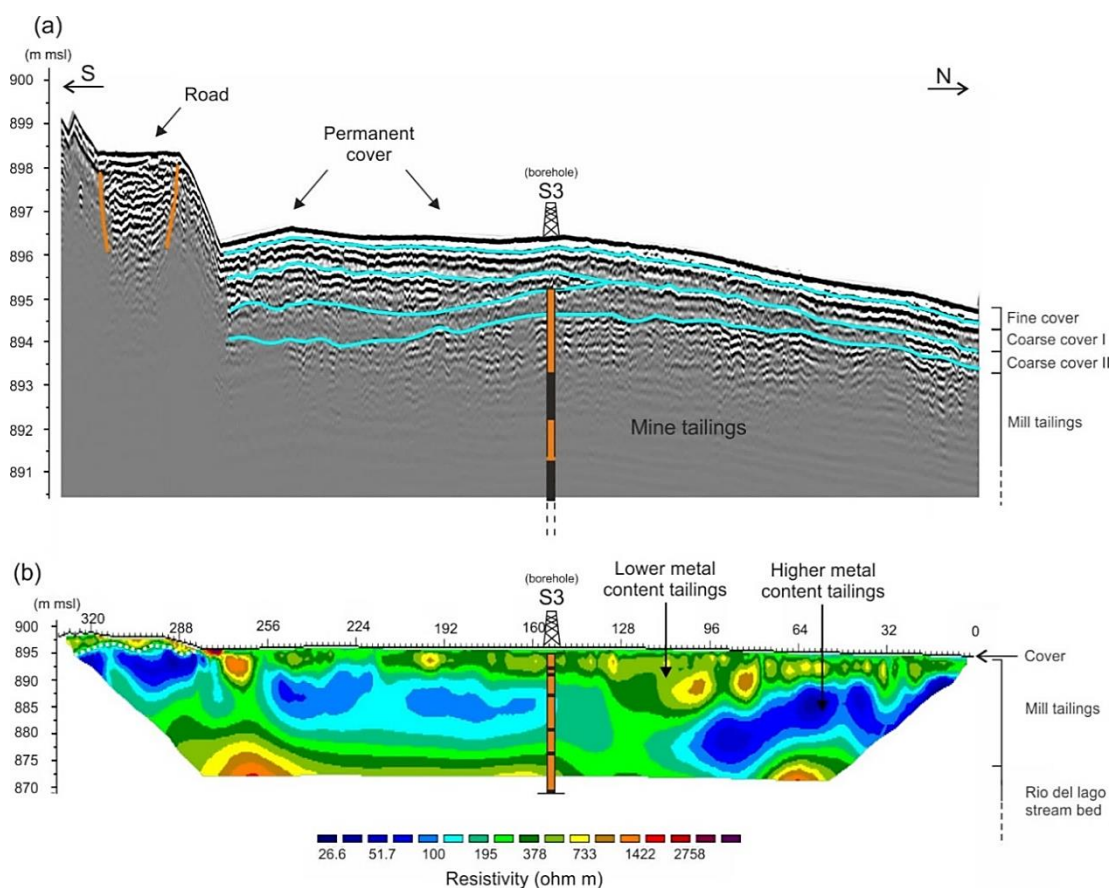 (a)
(m msl)
900
S
N
Road
899
Permanent
cover
898
(borehole)
S3
897
896
895
Fine cover
Coarse cover I
894
Coarse cover II
893
892
Mine tailings
Mill tailings
891
(b)
Lower metal
content tailings
Higher metal
content tailings
(borehole)
S3
(m msl)
320 288 256 224 192 160 128 96 64 32 0
900
895
Cover
890
885
Mill tailings
880
875
870
Rio del lago
stream bed
26.6 51.7 100 195 378 733 1422 2758
Resistivity (ohm m)